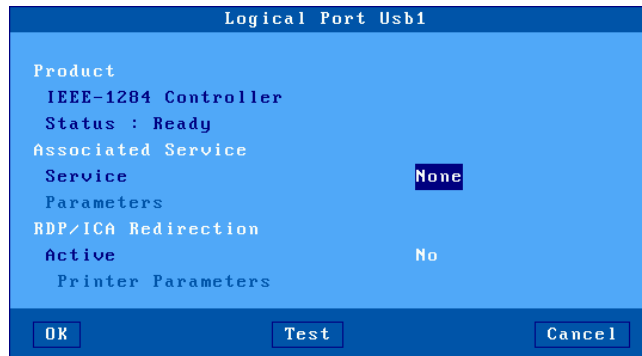 Logical Port Usb1
Product
IEEE-1284 Controller
Status : Ready
Associated Service
Service None
Parameters
RDP/ICA Redirection
Active No
Printer Parameters
OK Test Cancel